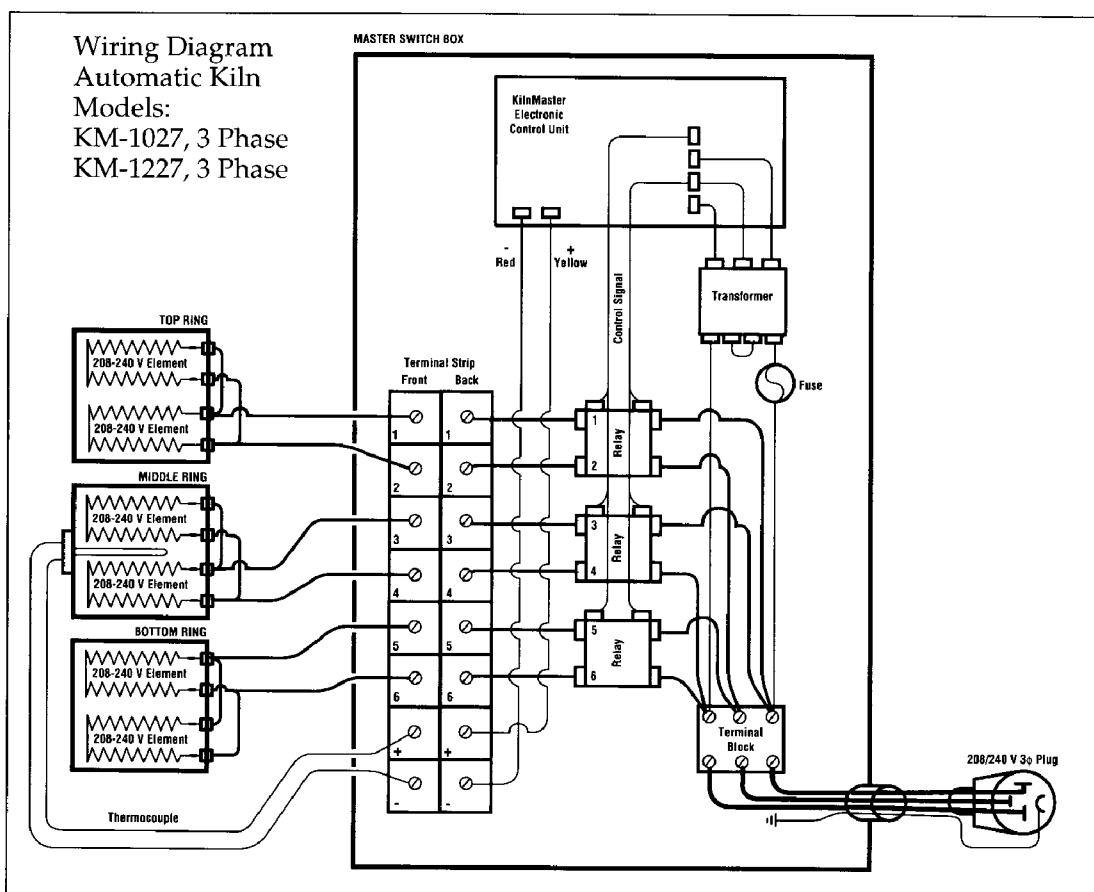 Wiring Diagram
Automatic Kiln
Models:
KM-1027, 3 Phase
KM-1227, 3 Phase
MASTER SWITCH BOX
KilnMaster
Electronic
Control Unit
-
Red
+
Yellow
Control Signal
Transformer
Fuse
TOP RING
208-240 V Element
208-240 V Element
MIDDLE RING
208-240 V Element
208-240 V Element
BOTTOM RING
208-240 V Element
208-240 V Element
Thermocouple
Terminal Strip
Front
Back
1
1
2
2
3
3
4
4
5
5
6
6
+
+
-
-
1
Relay
2
3
Relay
4
5
Relay
6
Terminal
Block
208/240 V 3ϕ Plug